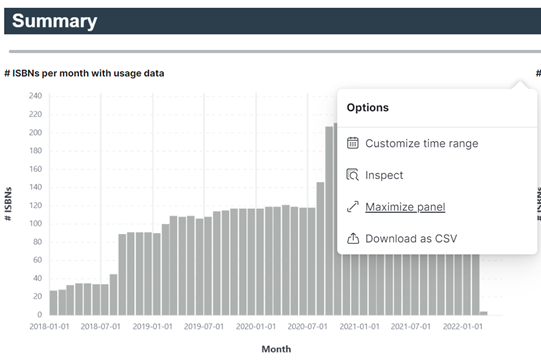 Summary
# ISBNs per month with usage data
#
240
220
200
180
160
140
120
100
80
60
40
20
0
# ISBNs
Options
Customize time range
Inspect
Maximize panel
Download as CSV
2018-01-01 2018-07-01 2019-01-01 2019-07-01 2020-01-01 2020-07-01 2021-01-01 2021-07-01 2022-01-01
Month